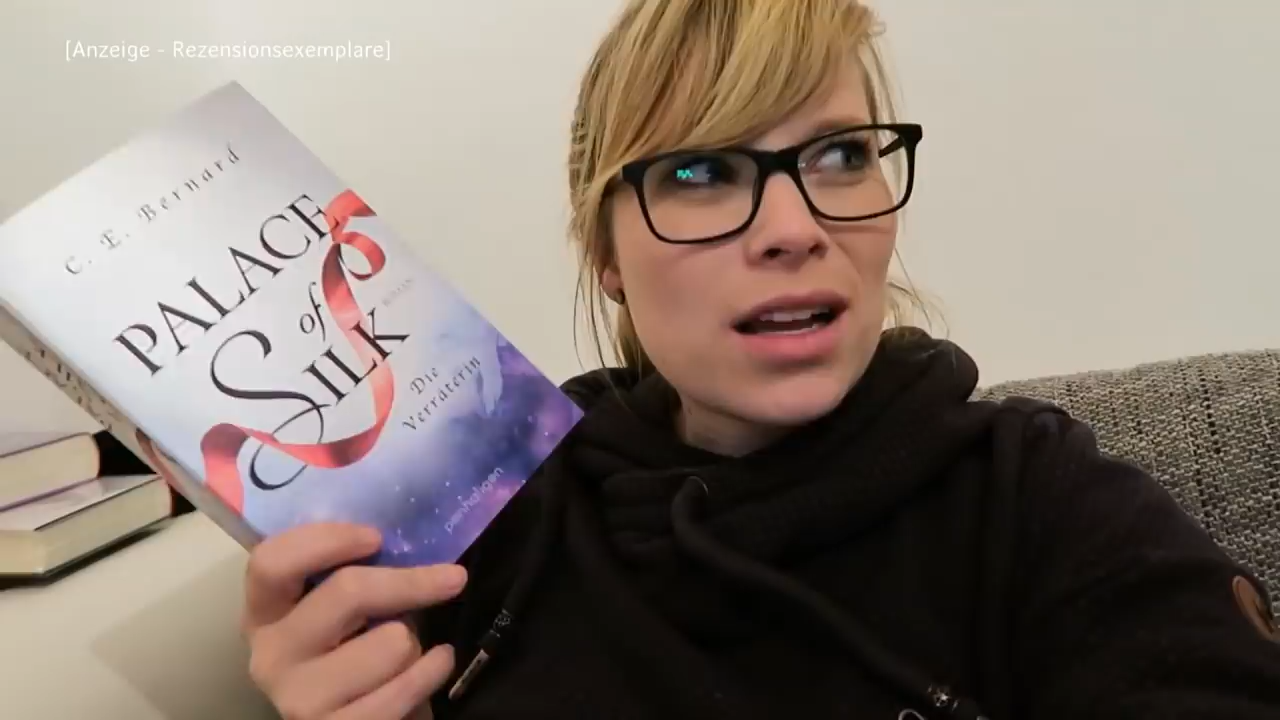 [Anzeige - Rezensionsexemplare]
C. E. Bernard
PALACE
of
SILK
ROMAN
Die
Verräterin
penhaligon